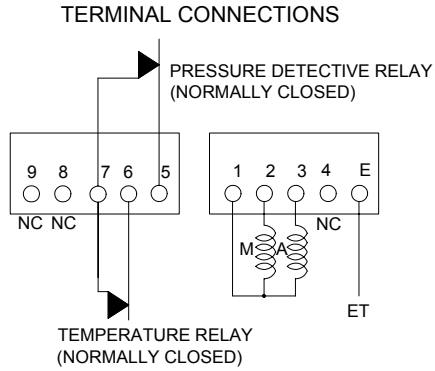 TERMINAL CONNECTIONS
PRESSURE DETECTIVE RELAY
(NORMALLY CLOSED)
9 8 7 6 5
1 2 3 4 E
NC NC
NC
M A
ET
TEMPERATURE RELAY
(NORMALLY CLOSED)